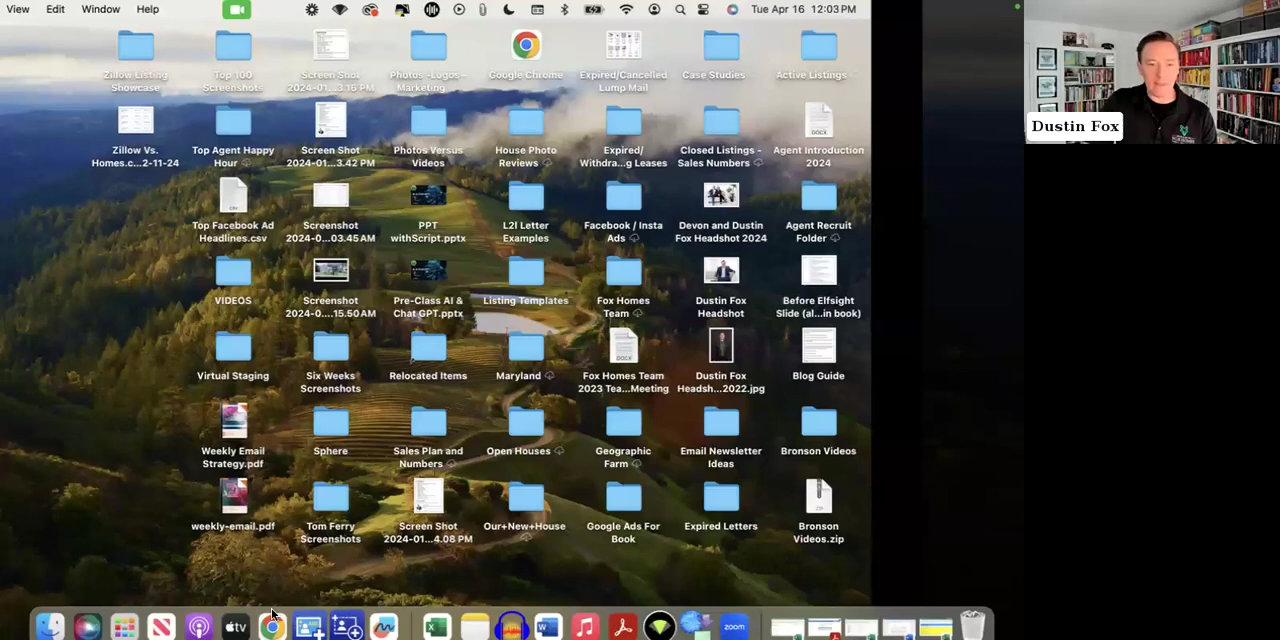 View Edit Window Help Tue Apr 16 12:03 PM
Zillow Listing
Showcase
Top 100
Screenshots
Screen Shot
2024-01...3.16 PM
Photos -Logos -
Marketing
Google Chrome
Expired/Cancelled
Lump Mail
Case Studies
Active Listings
Zillow Vs.
Homes.c...2-11-24
Top Agent Happy
Hour
Screen Shot
2024-01...3.42 PM
Photos Versus
Videos
House Photo
Reviews
Expired/
Withdra...g Leases
Closed Listings -
Sales Numbers
DOCX
Agent Introduction
2024
CSV
Top Facebook Ad
Headlines.csv
Screenshot
2024-0...03.45 AM
PPT
withScript.pptx
L2l Letter
Examples
Facebook / Insta
Ads
Devon and Dustin
Fox Headshot 2024
Agent Recruit
Folder
VIDEOS
Screenshot
2024-0....15.50 AM
Pre-Class AI &
Chat GPT.pptx
Listing Templates
Fox Homes
Team
Dustin Fox
Headshot
Before Elfsight
Slide (al...in book)
Virtual Staging
Six Weeks
Screenshots
Relocated Items
Maryland
DOCX
Fox Homes Team
2023 Tea...Meeting
Dustin Fox
Headsh...2022.jpg
Blog Guide
Weekly Email
Strategy.pdf
Sphere
Sales Plan and
Numbers
Open Houses
Geographic
Farm
Email Newsletter
Ideas
Bronson Videos
weekly-email.pdf
Tom Ferry
Screenshots
Screen Shot
2024-01...4.08 PM
Our+New+House
Google Ads For
Book
Expired Letters
ZIP
Bronson
Videos.zip
tv
zoom
Dustin Fox